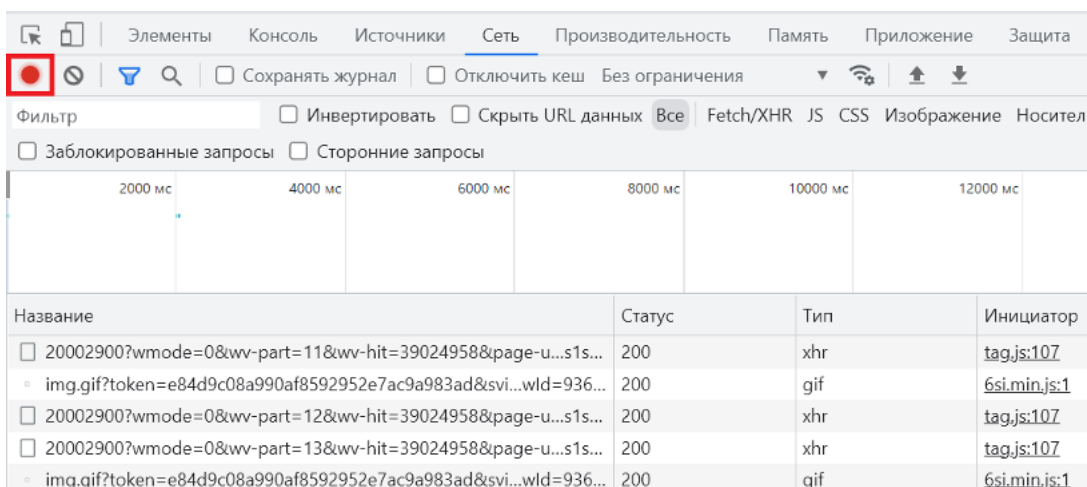 Элементы Консоль Источники Сеть Производительность Память Приложение Защита
Сохранять журнал Отключить кеш Без ограничения
Фильтр Инвертировать Скрыть URL данных Все Fetch/XHR JS CSS Изображение Носител
Заблокированные запросы Сторонние запросы
2000 мс 4000 мс 6000 мс 8000 мс 10000 мс 12000 мс
Название Статус Тип Инициатор
20002900?wmode=0&wv-part=11&wv-hit=39024958&page-u...s1s... 200 xhr tag.js:107
img.gif?token=e84d9c08a990af8592952e7ac9a983ad&svi...wId=936... 200 gif 6si.min.js:1
20002900?wmode=0&wv-part=12&wv-hit=39024958&page-u...s1s... 200 xhr tag.js:107
20002900?wmode=0&wv-part=13&wv-hit=39024958&page-u...s1s... 200 xhr tag.js:107
img.gif?token=e84d9c08a990af8592952e7ac9a983ad&svi...wId=936... 200 gif 6si.min.js:1